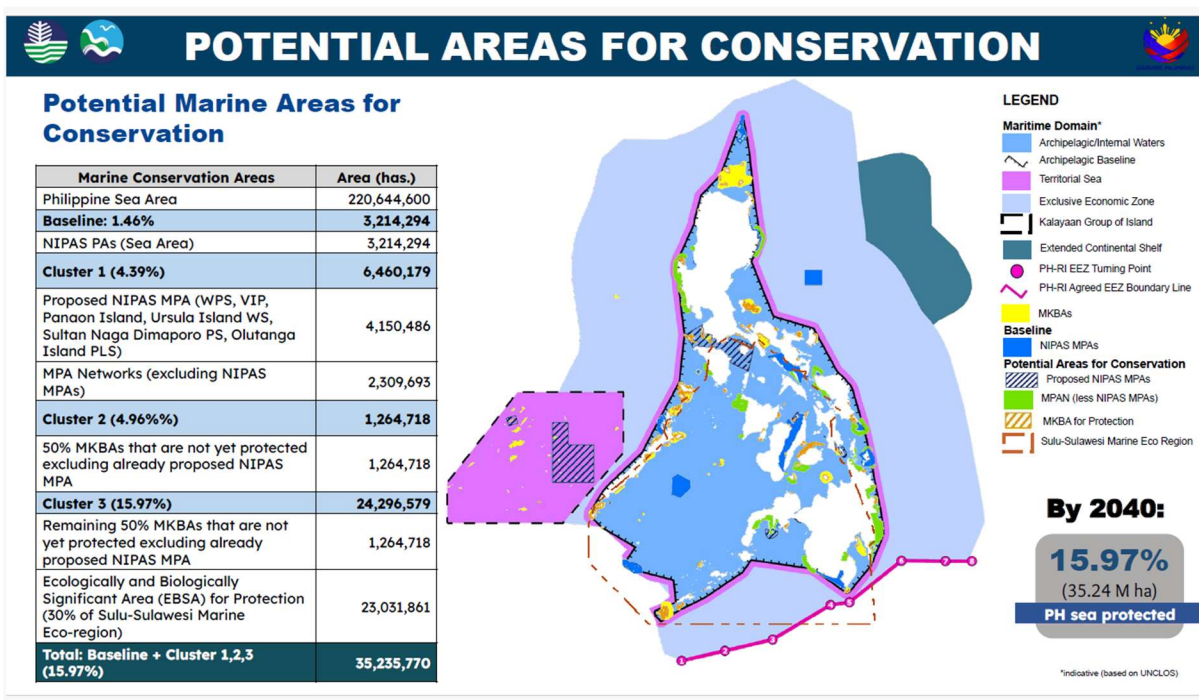 POTENTIAL AREAS FOR CONSERVATION
Potential Marine Areas for
Conservation
Marine Conservation Areas Area (has.)
Philippine Sea Area 220,644,600
Baseline: 1.46% 3,214,294
NIPAS PAs (Sea Area) 3,214,294
Cluster 1 (4.39%) 6,460,179
Proposed NIPAS MPA (WPS, VIP,
Panaon Island, Ursula Island WS,
Sultan Naga Dimaporo PS, Olutanga
Island PLS) 4,150,486
MPA Networks (excluding NIPAS
MPAs) 2,309,693
Cluster 2 (4.96%%) 1,264,718
50% MKBAs that are not yet protected
excluding already proposed NIPAS
MPA 1,264,718
Cluster 3 (15.97%) 24,296,579
Remaining 50% MKBAs that are not
yet protected excluding already
proposed NIPAS MPA 1,264,718
Ecologically and Biologically
Significant Area (EBSA) for Protection
(30% of Sulu-Sulawesi Marine
Eco-region) 23,031,861
Total: Baseline + Cluster 1,2,3
(15.97%) 35,235,770
1
2
3
4
5
6
7
8
LEGEND
Maritime Domain*
Archipelagic/Internal Waters
Archipelagic Baseline
Territorial Sea
Exclusive Economic Zone
Kalayaan Group of Island
Extended Continental Shelf
PH-RI EEZ Turning Point
PH-RI Agreed EEZ Boundary Line
MKBAs
Baseline
NIPAS MPAs
Potential Areas for Conservation
Proposed NIPAS MPAs
MPAN (less NIPAS MPAs)
MKBA for Protection
Sulu-Sulawesi Marine Eco Region
By 2040:
15.97%
(35.24 M ha)
PH sea protected
*indicative (based on UNCLOS)